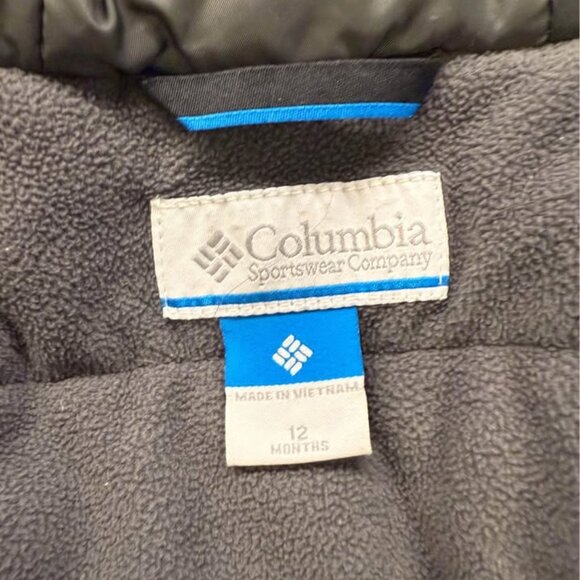 Columbia
Sportswear Company
MADE IN VIETNAM
12
MONTHS